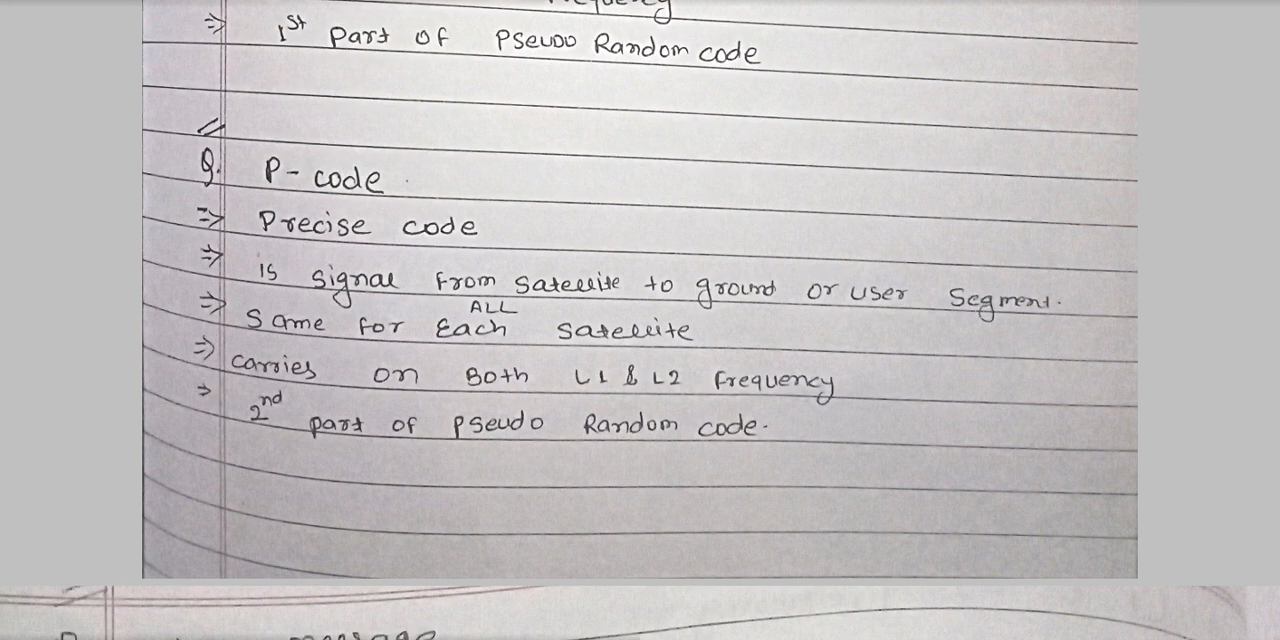 ⇒ 1st part of Pseudo Random code
Q. P - code
⇒ Precise code
⇒ is signal from satellite to ground or user segment.
ALL
⇒ Same for Each satellite
⇒ carries on Both L1 & L2 frequency
⇒ 2nd part of Pseudo Random code.
message